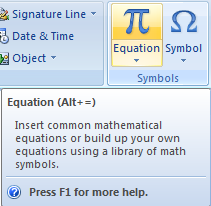 Signature Line
Date & Time
Object
π Ω
Equation Symbol
Symbols
Equation (Alt+=)
Insert common mathematical
equations or build up your own
equations using a library of math
symbols.
Press F1 for more help.